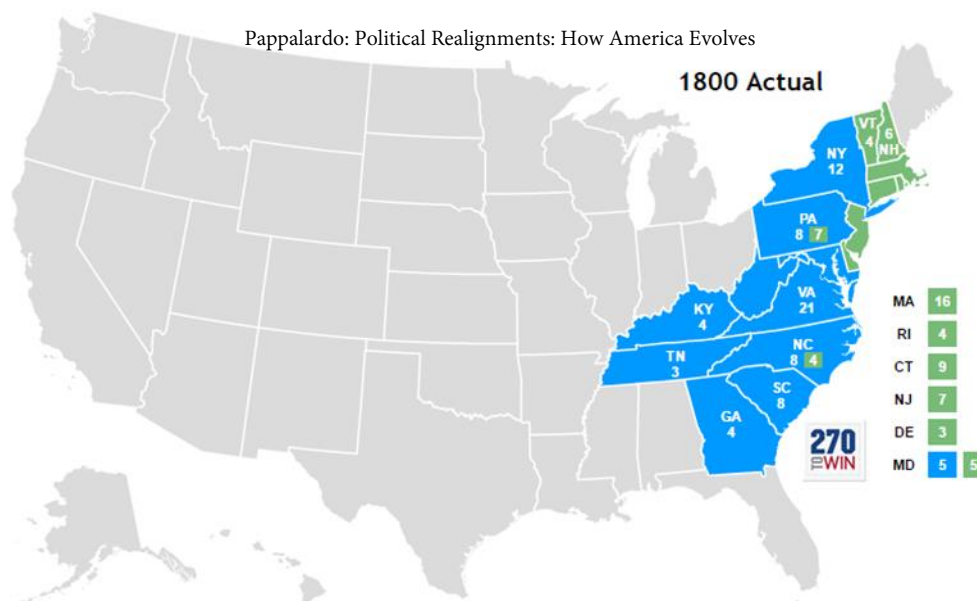 Pappalardo: Political Realignments: How America Evolves
1800 Actual
VT
4
6
NH
NY
12
PA
8 7
VA
21
KY
4
NC
8 4
TN
3
SC
8
GA
4
MA 16
RI 4
CT 9
NJ 7
DE 3
MD 5 5
270
TO WIN